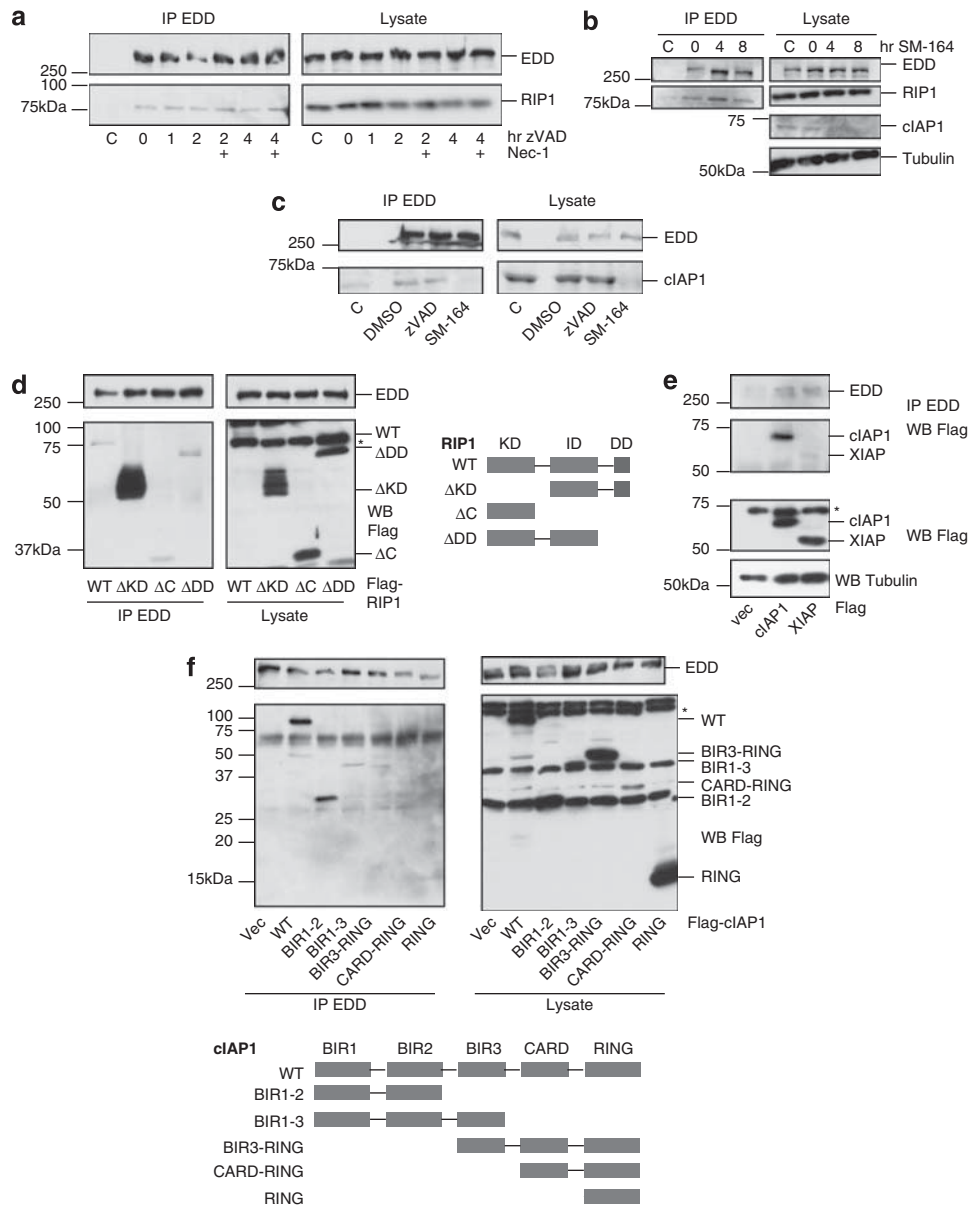 a
IP EDD
Lysate
250
100
75kDa
EDD
RIP1
C 0 1 2 2 4 4 C 0 1 2 2 4 4 hr zVAD
+ + + + Nec-1
b
IP EDD
Lysate
C 0 4 8 C 0 4 8 hr SM-164
250
75kDa
EDD
RIP1
75
cIAP1
50kDa
Tubulin
c
IP EDD
Lysate
250
75kDa
EDD
cIAP1
C DMSO zVAD SM-164 C DMSO zVAD SM-164
d
250
EDD
100
75
50
37kDa
WT
*
ΔDD
ΔKD
WB
Flag
ΔC
WT ΔKD ΔC ΔDD WT ΔKD ΔC ΔDD Flag-
RIP1
IP EDD
Lysate
RIP1 KD ID DD
WT
ΔKD
ΔC
ΔDD
e
250
EDD
IP EDD
75
WB Flag
cIAP1
XIAP
50
75
*
cIAP1
XIAP
WB Flag
50
50kDa
WB Tubulin
vec cIAP1 XIAP Flag
f
250
EDD
100
75
50
37
25
20
15kDa
*
WT
BIR3-RING
BIR1-3
CARD-RING
BIR1-2
WB Flag
RING
Vec WT BIR1-2 BIR1-3 BIR3-RING CARD-RING RING
Vec WT BIR1-2 BIR1-3 BIR3-RING CARD-RING RING
Flag-cIAP1
IP EDD
Lysate
cIAP1 BIR1 BIR2 BIR3 CARD RING
WT
BIR1-2
BIR1-3
BIR3-RING
CARD-RING
RING